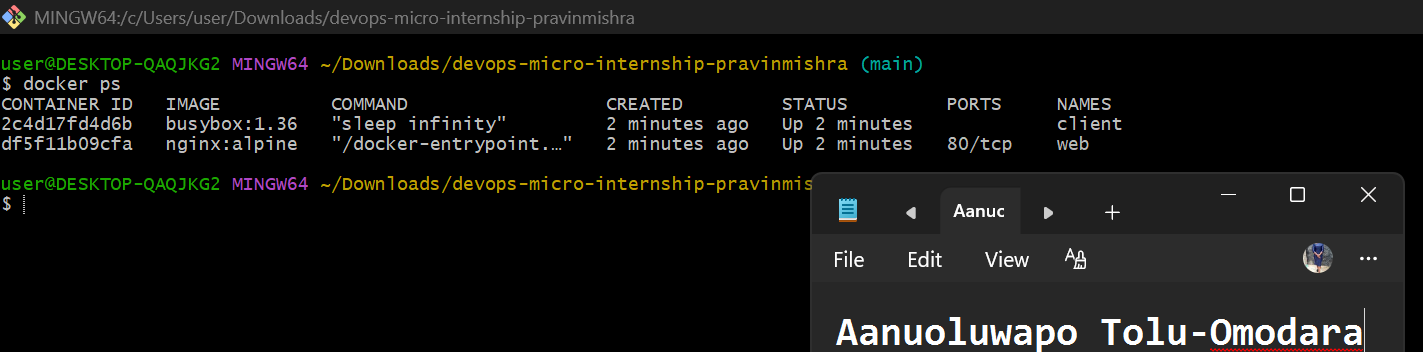 MINGW64:/c/Users/user/Downloads/devops-micro-internship-pravinmishra
user@DESKTOP-QAQJKG2 MINGW64 ~/Downloads/devops-micro-internship-pravinmishra (main)
$ docker ps
CONTAINER ID   IMAGE          COMMAND                  CREATED         STATUS         PORTS     NAMES
2c4d17fd4d6b   busybox:1.36   "sleep infinity"         2 minutes ago   Up 2 minutes             client
df5f11b09cfa   nginx:alpine   "/docker-entrypoint.…"   2 minutes ago   Up 2 minutes   80/tcp    web
user@DESKTOP-QAQJKG2 MINGW64 ~/Downloads/devops-micro-internship-pravinmis
$
Aanuc
File Edit View
Aanuoluwapo Tolu-Omodara